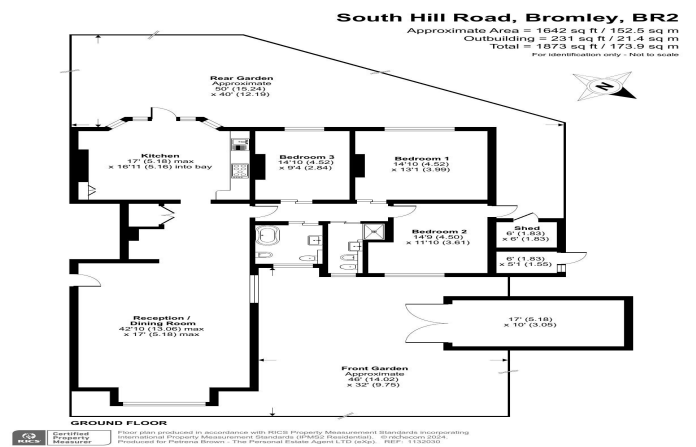 South Hill Road, Bromley, BR2
Approximate Area = 1642 sq ft / 152.5 sq m
Outbuilding = 231 sq ft / 21.4 sq m
Total = 1873 sq ft / 173.9 sq m
For identification only - Not to scale
N
Rear Garden
Approximate
50' (15.24)
x 40' (12.19)
Kitchen
17' (5.18) max
x 16'11 (5.16) into bay
Bedroom 3
14'10 (4.52)
x 9'4 (2.84)
Bedroom 1
14'10 (4.52)
x 13'1 (3.99)
Bedroom 2
14'9 (4.50)
x 11'10 (3.61)
Shed
6' (1.83)
x 6' (1.83)
6' (1.83)
x 5'1 (1.55)
Reception /
Dining Room
42'10 (13.06) max
x 17' (5.18) max
17' (5.18)
x 10' (3.05)
Front Garden
Approximate
46' (14.02)
x 32' (9.75)
GROUND FLOOR
RICS
Certified
Property
Measurer
Floor plan produced in accordance with RICS Property Measurement Standards incorporating
International Property Measurement Standards (IPMS2 Residential). © nichecom 2024.
Produced for Petrena Brown - The Personal Estate Agent LTD (eXp). REF: 1132030